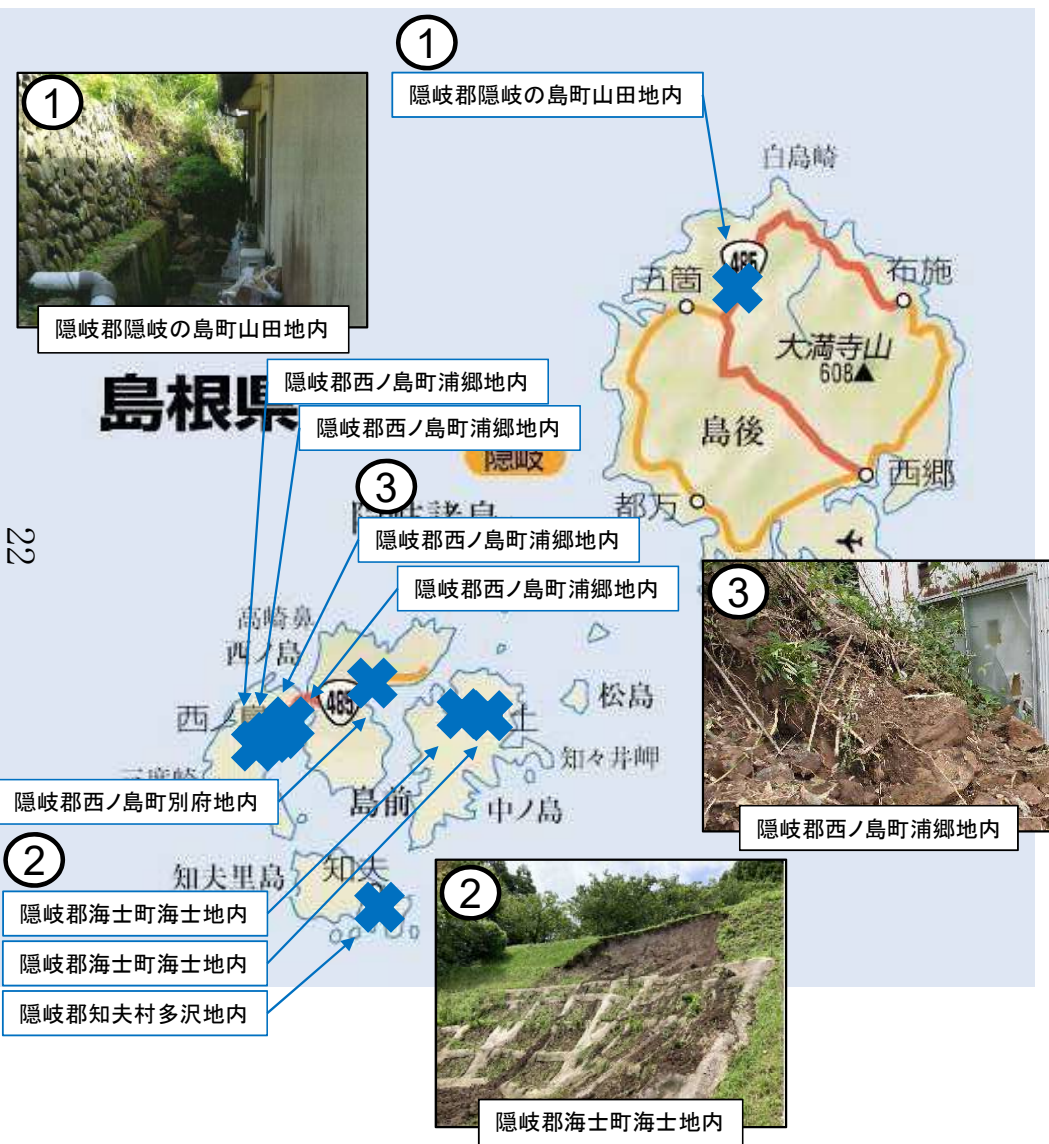 ①
隠岐郡隠岐の島町山田地内
①
隠岐郡隠岐の島町山田地内
白島崎
485
五箇
布施
大満寺山
608▲
島後
西郷
都万
島根県
隠岐郡西ノ島町浦郷地内
隠岐郡西ノ島町浦郷地内
隠岐
③
隠岐郡西ノ島町浦郷地内
隠岐郡西ノ島町浦郷地内
22
高崎鼻
西ノ島
485
松島
知々井岬
中ノ島
島前
隠岐郡西ノ島町別府地内
③
隠岐郡西ノ島町浦郷地内
②
知夫里島
知夫
隠岐郡海士町海士地内
隠岐郡海士町海士地内
隠岐郡知夫村多沢地内
②
隠岐郡海士町海士地内